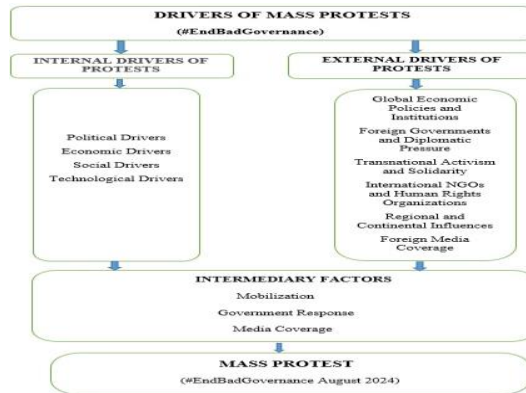 DRIVERS OF MASS PROTESTS
(#EndBadGovernance)
INTERNAL DRIVERS OF
PROTESTS
Political Drivers
Economic Drivers
Social Drivers
Technological Drivers
EXTERNAL DRIVERS OF
PROTESTS
Global Economic
Policies and
Institutions
Foreign Governments
and Diplomatic
Pressure
Transnational Activism
and Solidarity
International NGOs
and Human Rights
Organizations
Regional and
Continental Influences
Foreign Media
Coverage
INTERMEDIARY FACTORS
Mobilization
Government Response
Media Coverage
MASS PROTEST
(#EndBadGovernance August 2024)